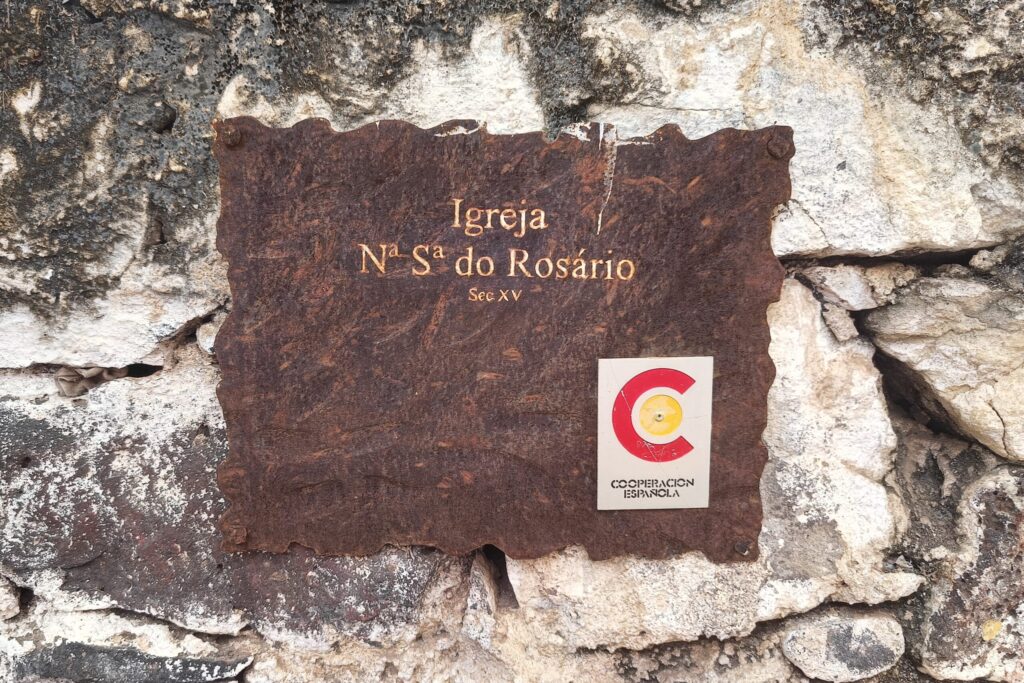 Igreja
Nª Sª do Rosário
Sec XV
COOPERACION
ESPAÑOLA